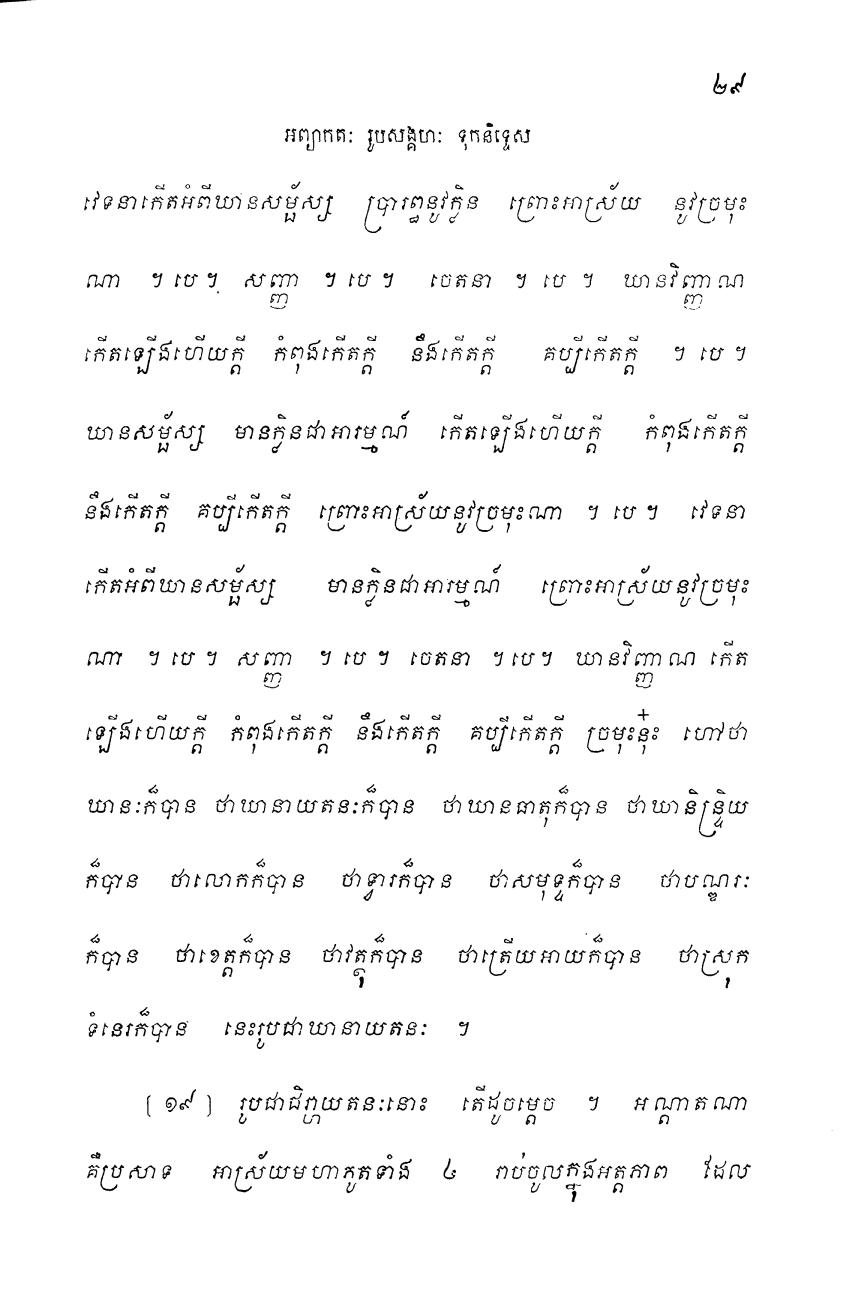 ២៩
អព្យាកតៈ រូបសង្គហៈ ទុកនិទ្ទេស
វេទនាកើតអំពីឃានសម្ផ័ស្ស ប្រារព្ធនូវក្លិន ព្រោះអាស្រ័យ នូវច្រមុះ
ណា ។ បេ ។ សញ្ញា ។ បេ ។ ចេតនា ។ បេ ។ ឃានវិញ្ញាណ
កើតឡើងហើយក្តី កំពុងកើតក្តី នឹងកើតក្តី គប្បីកើតក្តី ។ បេ ។
ឃានសម្ផ័ស្ស មានក្លិនជាអារម្មណ៍ កើតឡើងហើយក្តី កំពុងកើតក្តី
នឹងកើតក្តី គប្បីកើតក្តី ព្រោះអាស្រ័យនូវច្រមុះណា ។ បេ ។ វេទនា
កើតអំពីឃានសម្ផ័ស្ស មានក្លិនជាអារម្មណ៍ ព្រោះអាស្រ័យនូវច្រមុះ
ណា ។ បេ ។ សញ្ញា ។ បេ ។ ចេតនា ។ បេ ។ ឃានវិញ្ញាណ កើត
ឡើងហើយក្តី កំពុងកើតក្តី នឹងកើតក្តី គប្បីកើតក្តី ច្រមុះនុ៎ះ ហៅថា
ឃានៈក៏បាន ថាឃានាយតនៈក៏បាន ថាឃានធាតុក៏បាន ថាឃានិន្ទ្រិយ
ក៏បាន ថាលោកក៏បាន ថាទ្វារក៏បាន ថាសមុទ្ទក៏បាន ថាបណ្ឌរៈ
ក៏បាន ថាខេត្តក៏បាន ថាវត្ថុក៏បាន ថាត្រើយអាយក៏បាន ថាស្រុក
ទំនេរក៏បាន នេះរូបជាឃានាយតនៈ ។
[ ១៩ ] រូបជាជិវ្ហាយតនៈនោះ តើដូចម្តេច ។ អណ្តាតណា
គឺប្រសាទ អាស្រ័យមហាភូតទាំង ៤ រាប់ចូលក្នុងអត្តភាព ដែល